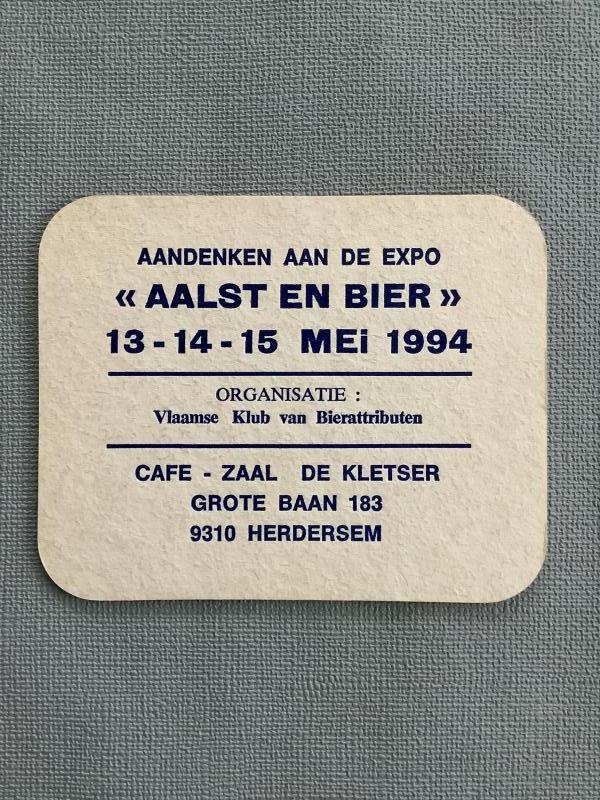 AANDENKEN AAN DE EXPO
« AALST EN BIER »
13 - 14 - 15 MEi 1994
ORGANISATIE :
Vlaamse Klub van Bierattributen
CAFE - ZAAL DE KLETSER
GROTE BAAN 183
9310 HERDERSEM